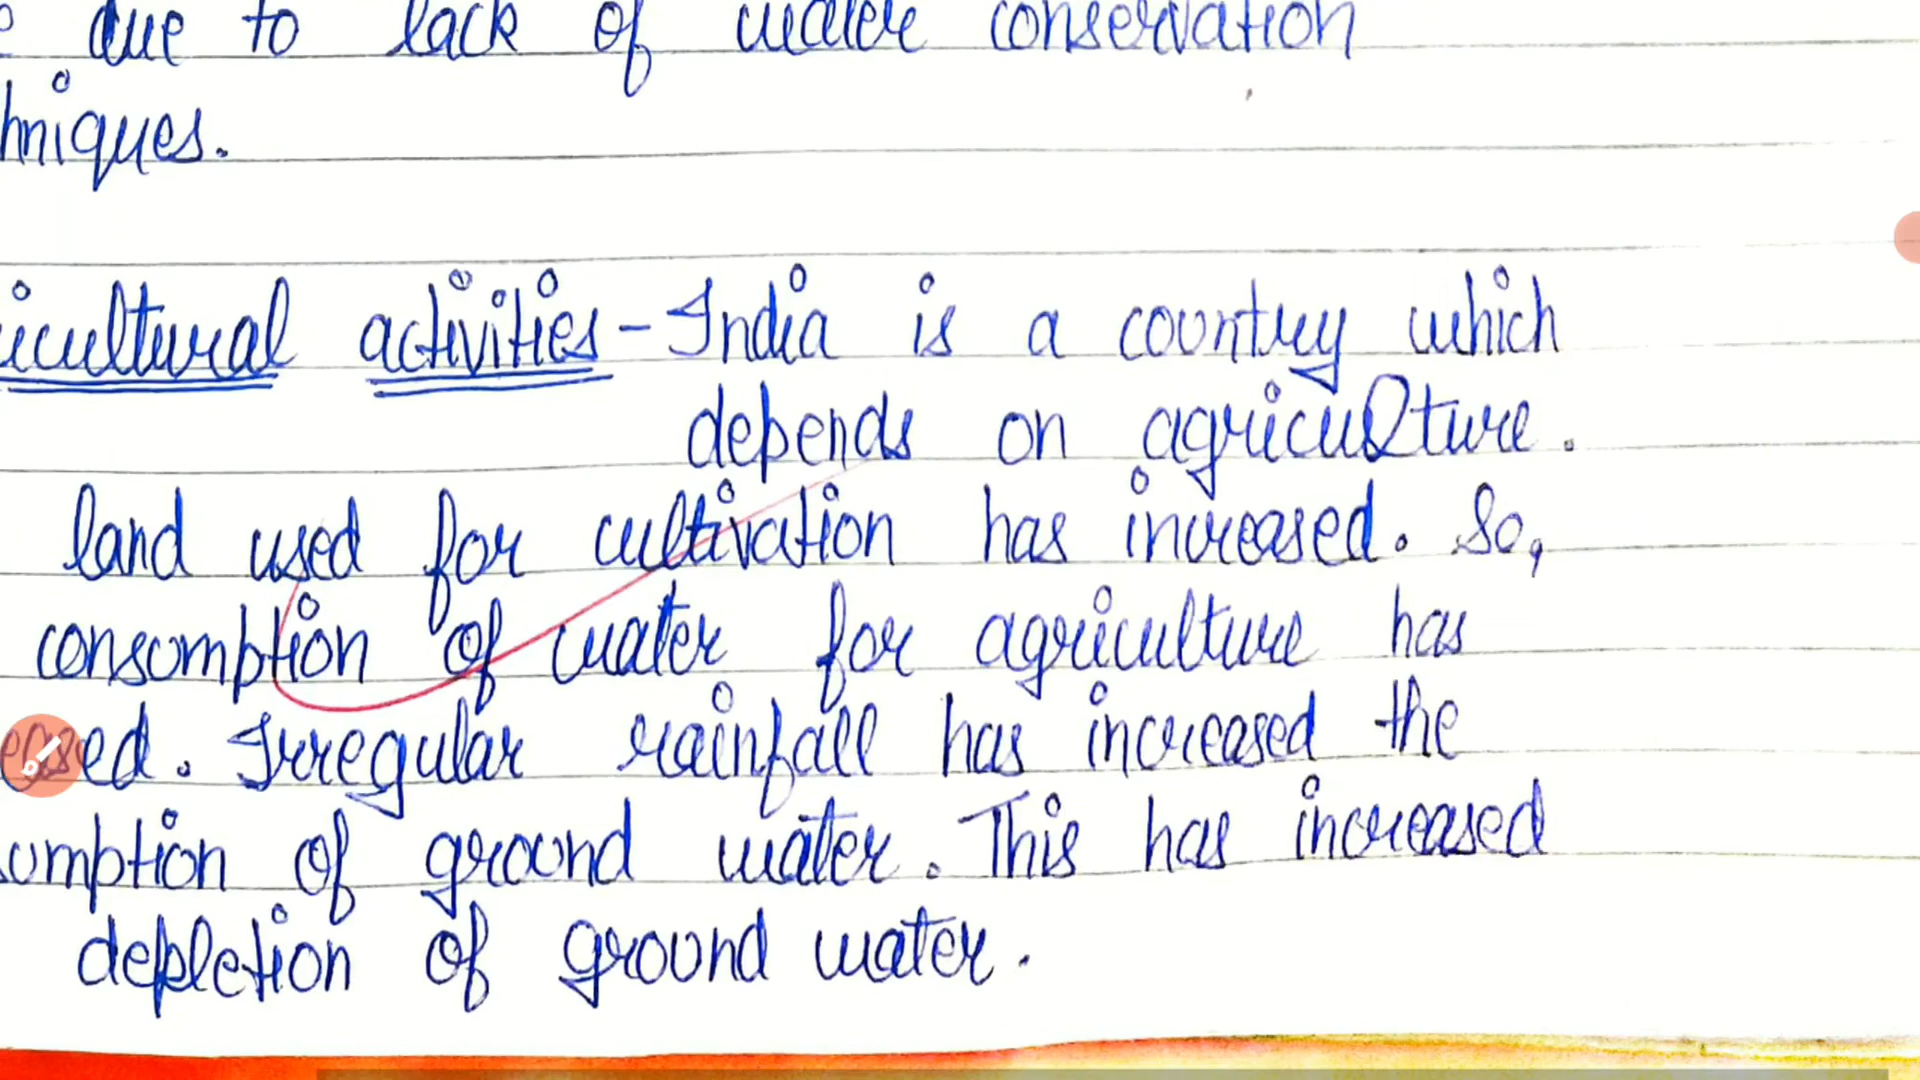 due to lack of water conservation
hniques.
icultural activities - India is a country which
depends on agriculture.
land used for cultivation has increased. So,
consomption of water for agriculture has
eased. Irregular rainfall has increased the
umption of ground water. This has increased
depletion of ground water.